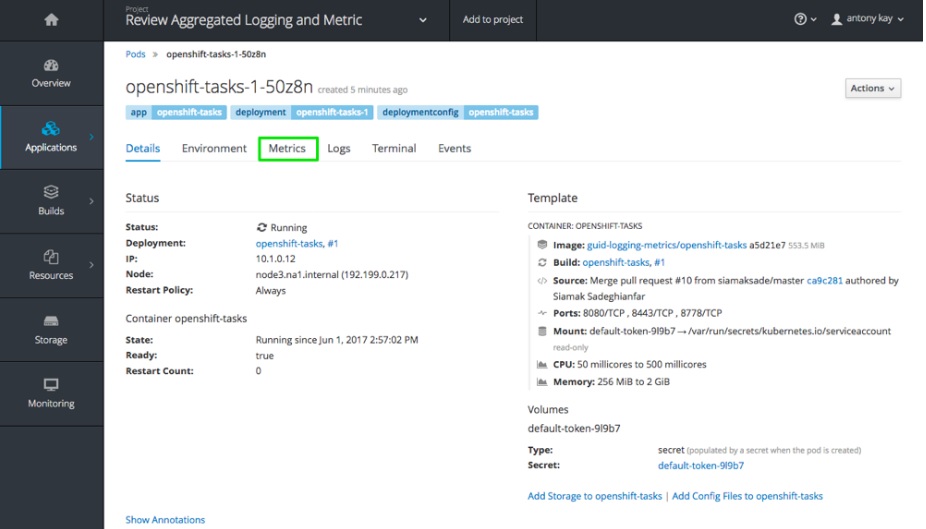 Project
Review Aggregated Logging and Metric
Add to project
antony kay
Overview
Applications
Builds
Resources
Storage
Monitoring
Pods » openshift-tasks-1-50z8n
openshift-tasks-1-50z8n created 5 minutes ago
Actions
app openshift-tasks deployment openshift-tasks-1 deploymentconfig openshift-tasks
Details Environment Metrics Logs Terminal Events
Status
Status: Running
Deployment: openshift-tasks, #1
IP: 10.1.0.12
Node: node3.na1.internal (192.199.0.217)
Restart Policy: Always
Container openshift-tasks
State: Running since Jun 1, 2017 2:57:02 PM
Ready: true
Restart Count: 0
Show Annotations
Template
CONTAINER: OPENSHIFT-TASKS
Image: guid-logging-metrics/openshift-tasks a5d21e7 553.5 MiB
Build: openshift-tasks, #1
Source: Merge pull request #10 from siamaksade/master ca9c281 authored by
Siamak Sadeghianfar
Ports: 8080/TCP , 8443/TCP , 8778/TCP
Mount: default-token-9l9b7 → /var/run/secrets/kubernetes.io/serviceaccount
read-only
CPU: 50 millicores to 500 millicores
Memory: 256 MiB to 2 GiB
Volumes
default-token-9l9b7
Type: secret (populated by a secret when the pod is created)
Secret: default-token-9l9b7
Add Storage to openshift-tasks | Add Config Files to openshift-tasks